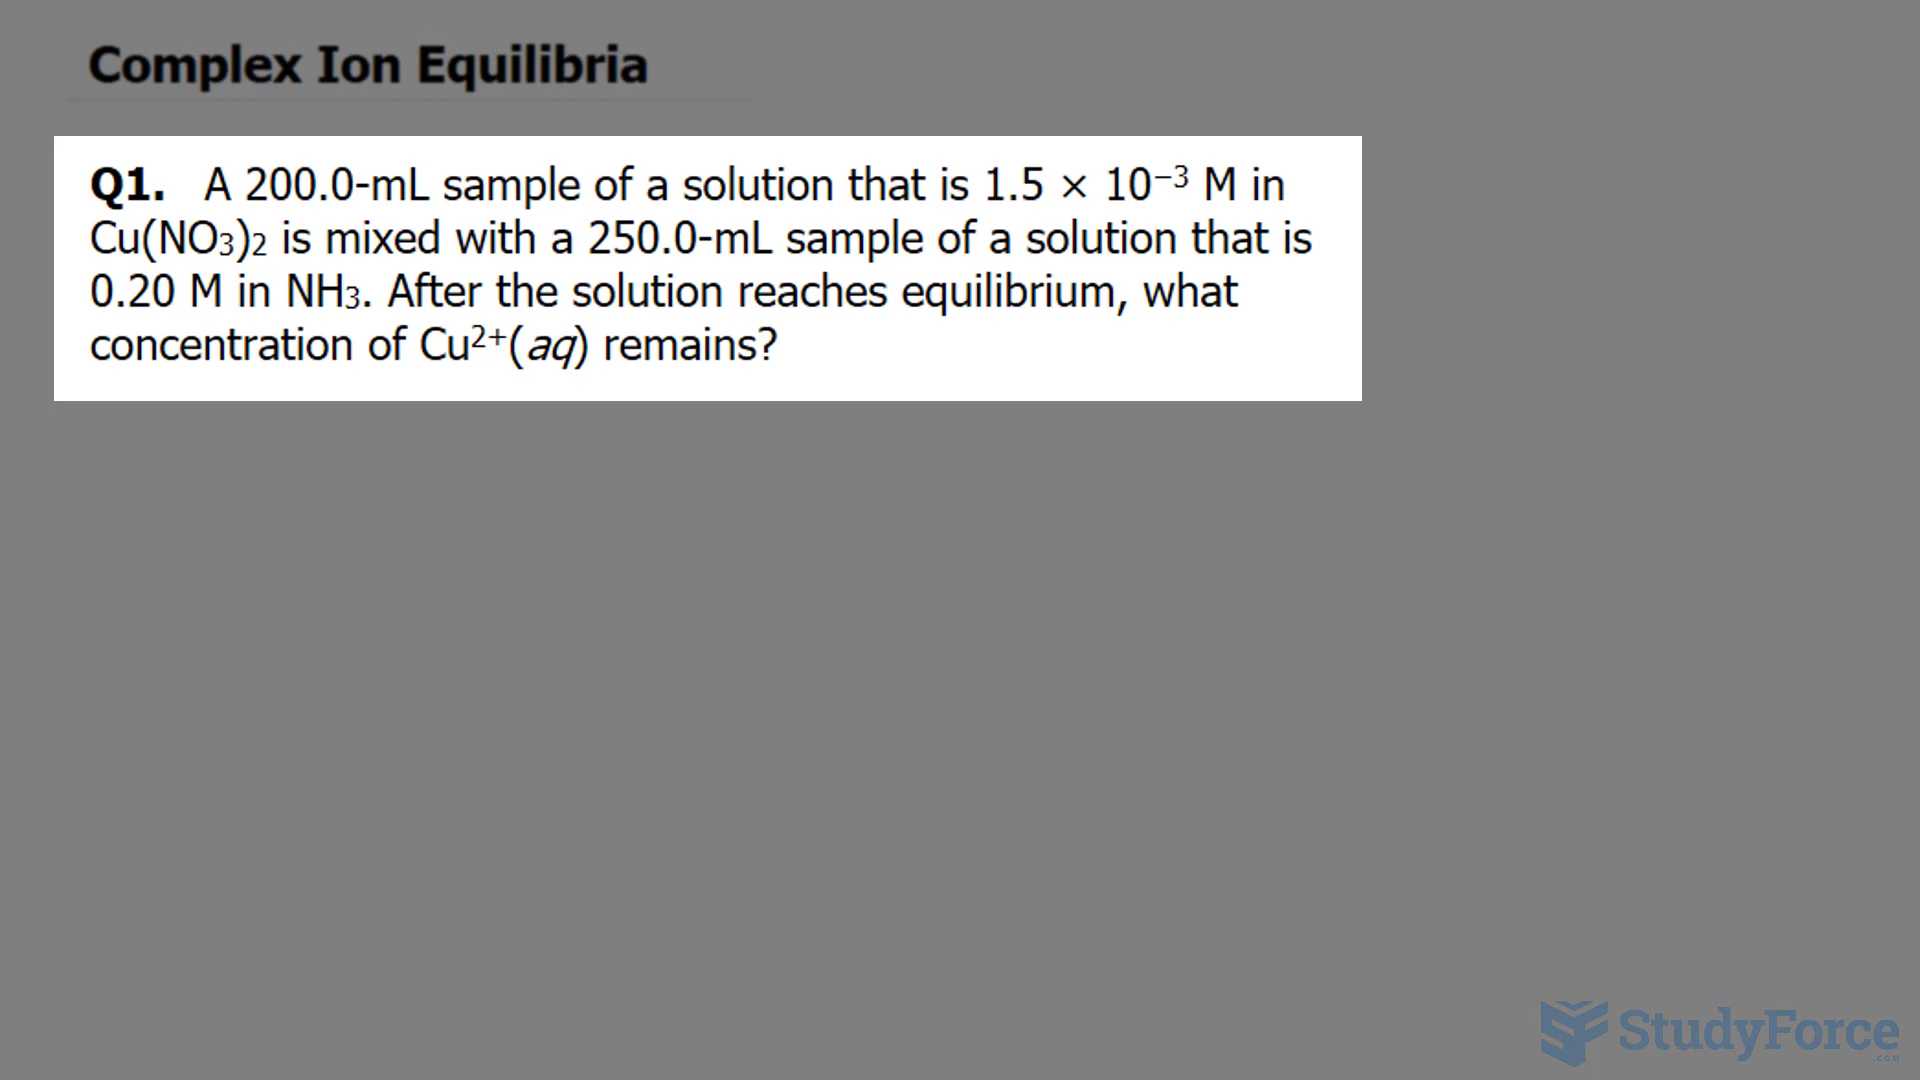 Complex Ion Equilibria
Q1. A 200.0-mL sample of a solution that is 1.5 × 10⁻³ M in
Cu(NO₃)₂ is mixed with a 250.0-mL sample of a solution that is
0.20 M in NH₃. After the solution reaches equilibrium, what
concentration of Cu²⁺(aq) remains?
StudyForce
.COM